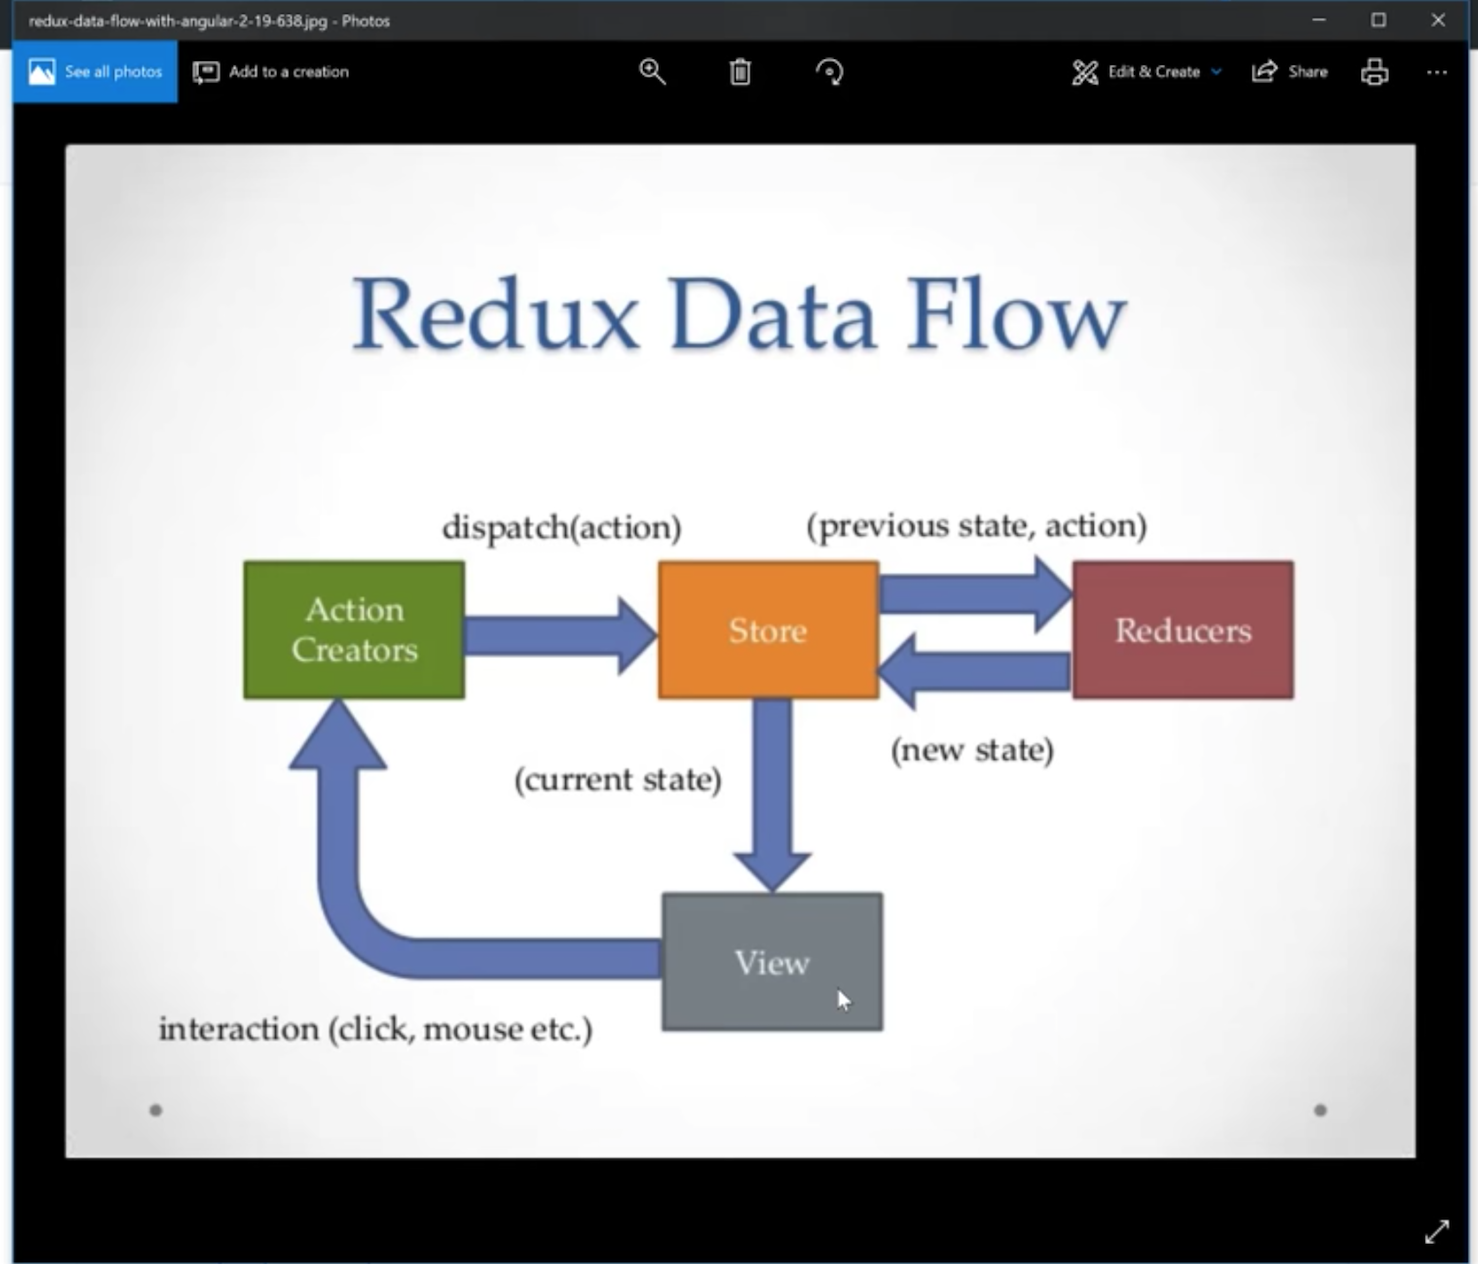 redux-data-flow-with-angular-2-19-638.jpg - Photos
See all photos
Add to a creation
Edit & Create
Share
Redux Data Flow
dispatch(action)
(previous state, action)
Action
Creators
Store
Reducers
(new state)
(current state)
View
interaction (click, mouse etc.)